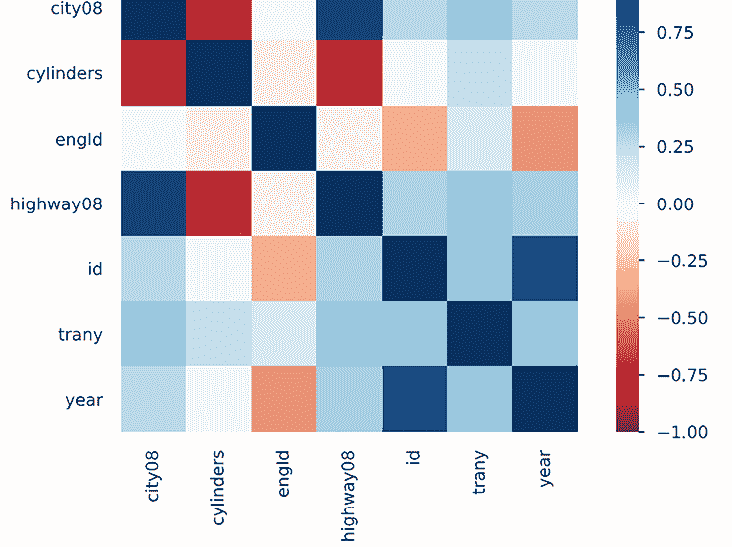 city08
cylinders
engId
highway08
id
trany
year
city08
cylinders
engId
highway08
id
trany
year
0.75
0.50
0.25
0.00
−0.25
−0.50
−0.75
−1.00